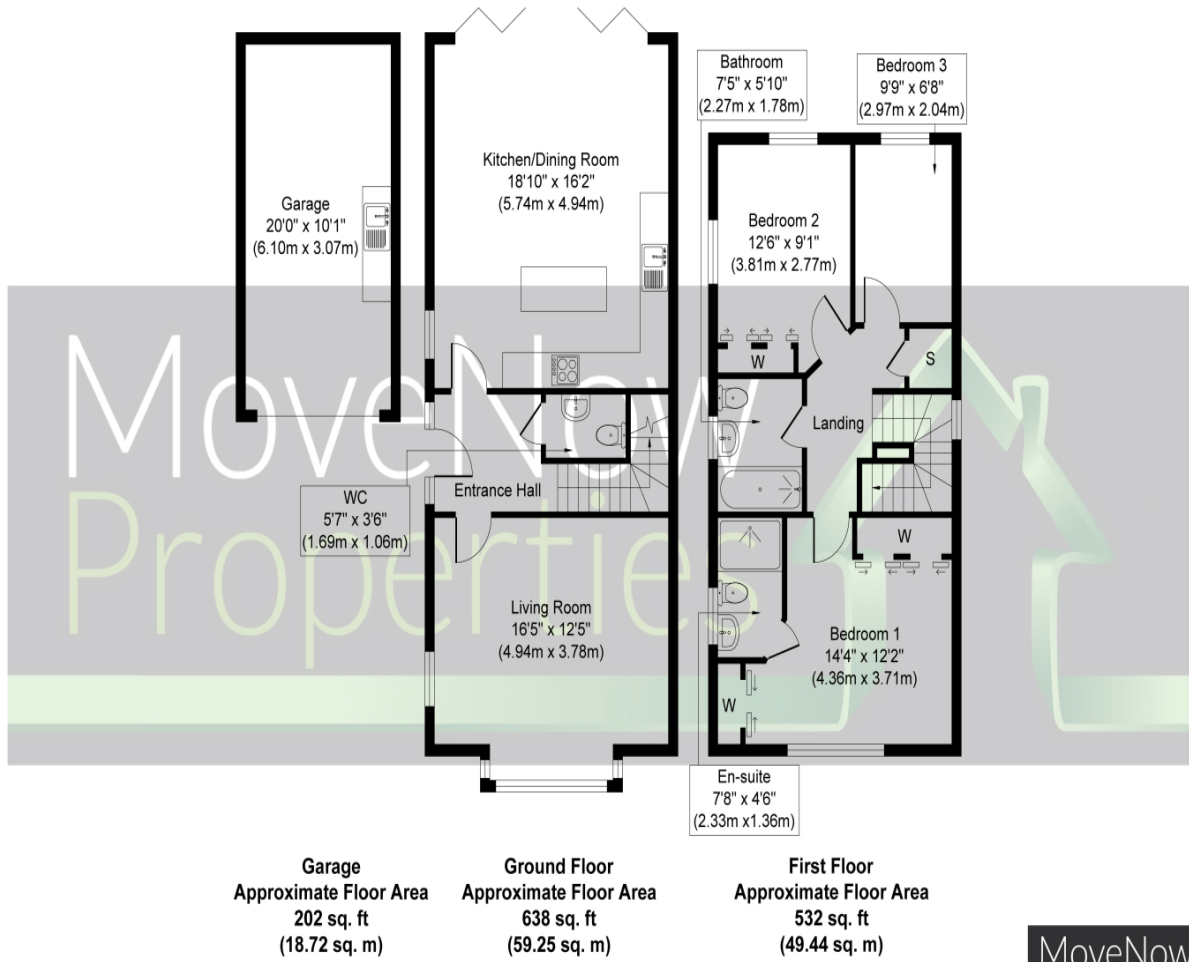 Bathroom
7'5" x 5'10"
(2.27m x 1.78m)
Bedroom 3
9'9" x 6'8"
(2.97m x 2.04m)
Kitchen/Dining Room
18'10" x 16'2"
(5.74m x 4.94m)
Garage
20'0" x 10'1"
(6.10m x 3.07m)
Bedroom 2
12'6" x 9'1"
(3.81m x 2.77m)
W
S
MoveNow
Properties
Landing
Entrance Hall
WC
5'7" x 3'6"
(1.69m x 1.06m)
W
Living Room
16'5" x 12'5"
(4.94m x 3.78m)
Bedroom 1
14'4" x 12'2"
(4.36m x 3.71m)
W
En-suite
7'8" x 4'6"
(2.33m x1.36m)
Garage
Approximate Floor Area
202 sq. ft
(18.72 sq. m)
Ground Floor
Approximate Floor Area
638 sq. ft
(59.25 sq. m)
First Floor
Approximate Floor Area
532 sq. ft
(49.44 sq. m)
MoveNow